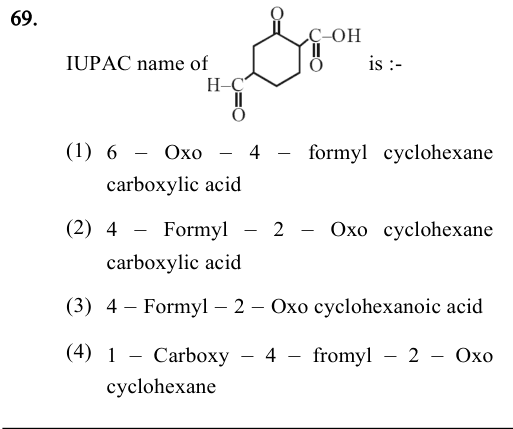 69.
O
C–OH
IUPAC name of
is :-
O
H–C
O
(1) 6 – Oxo – 4 – formyl cyclohexane
carboxylic acid
(2) 4 – Formyl – 2 – Oxo cyclohexane
carboxylic acid
(3) 4 – Formyl – 2 – Oxo cyclohexanoic acid
(4) 1 – Carboxy – 4 – fromyl – 2 – Oxo
cyclohexane